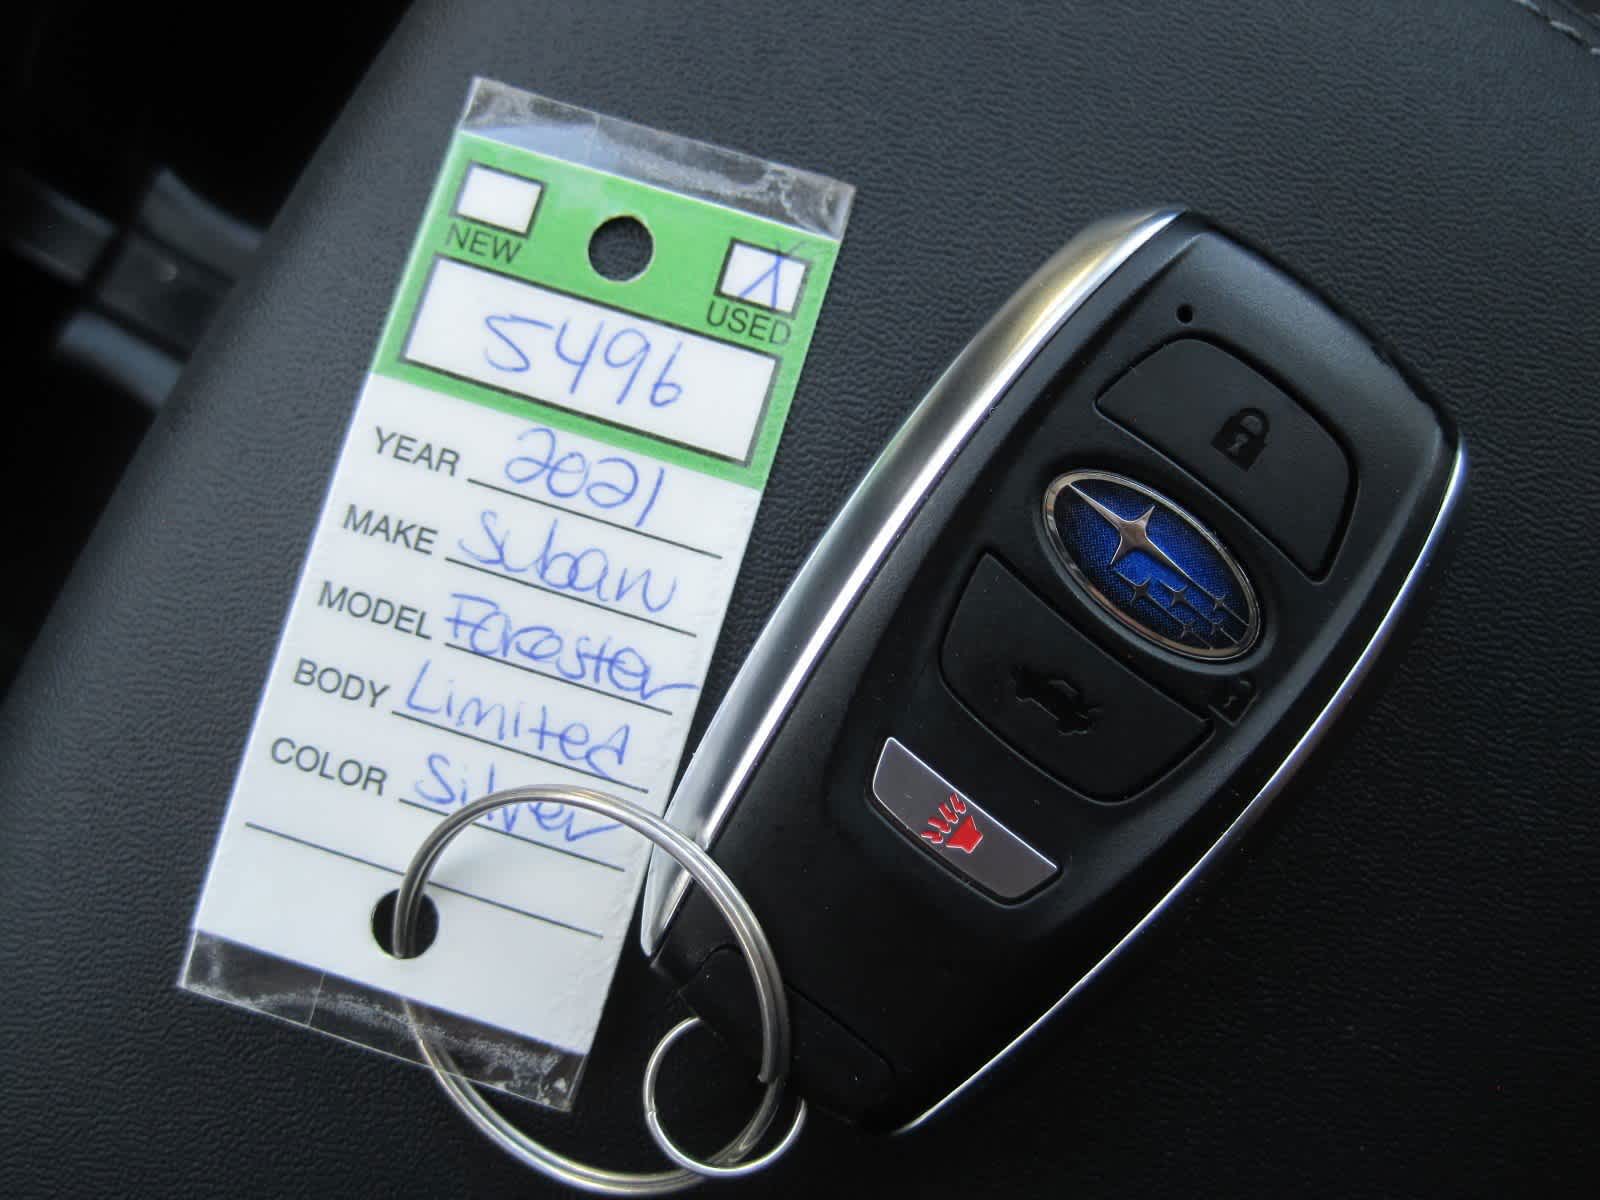 NEW
X
USED
5496
YEAR 2021
MAKE Subaru
MODEL Forester
BODY Limited
COLOR Silver